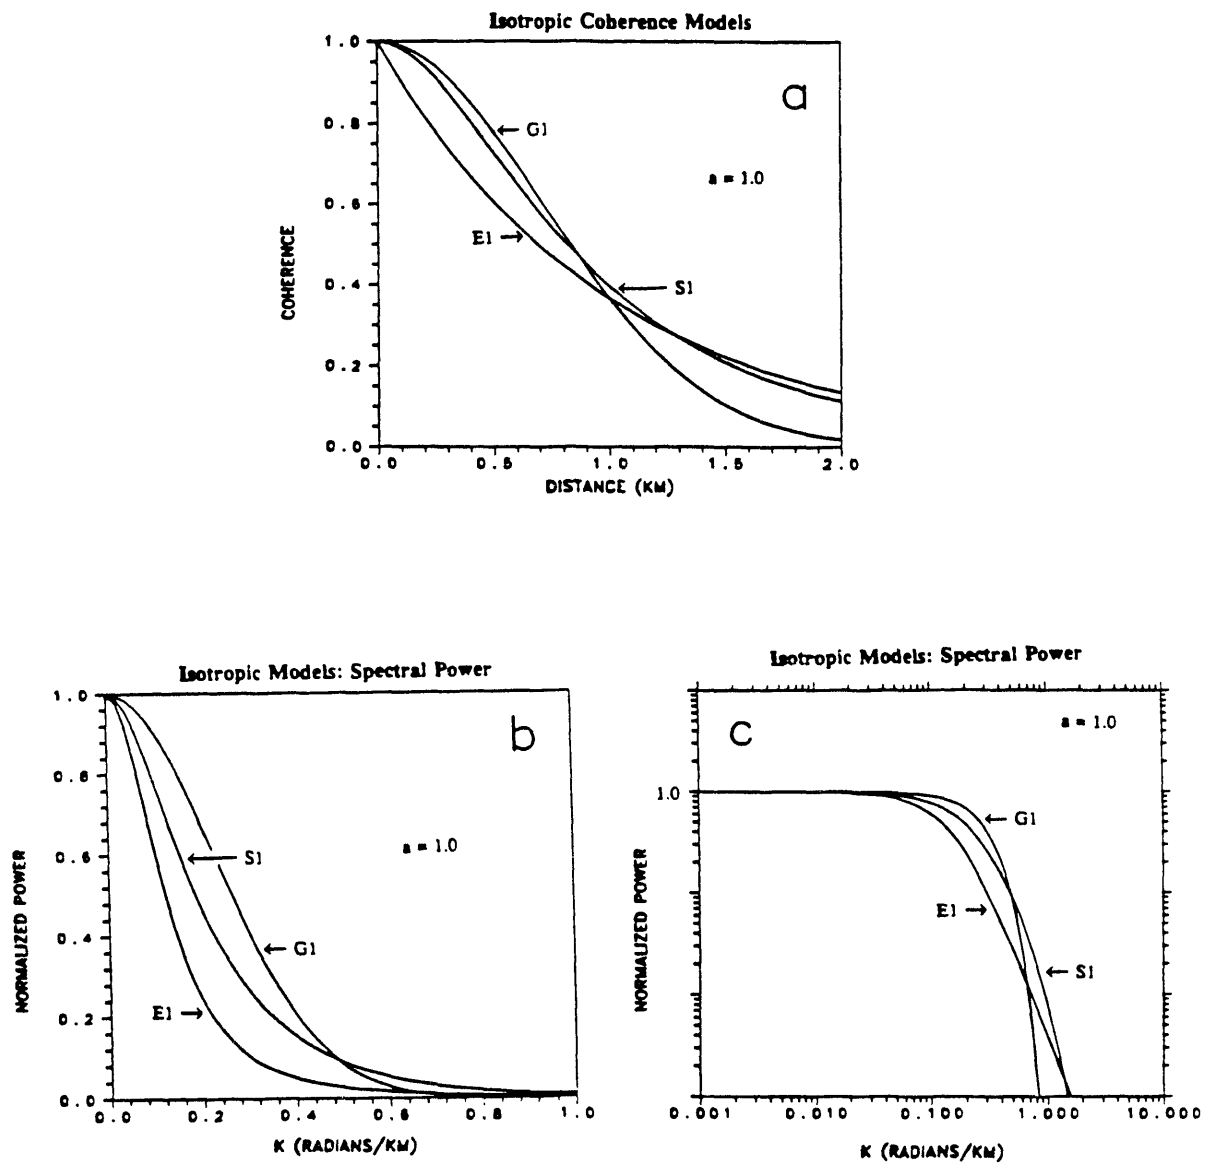 Isotropic Coherence Models
a
1.0
0.8
0.6
0.4
0.2
0.0
COHERENCE
G1
a = 1.0
E1
S1
0.0 0.5 1.0 1.5 2.0
DISTANCE (KM)
Isotropic Models: Spectral Power
b
1.0
0.8
0.6
0.4
0.2
0.0
NORMALIZED POWER
a = 1.0
S1
G1
E1
0.0 0.2 0.4 0.6 0.8 1.0
K (RADIANS/KM)
Isotropic Models: Spectral Power
c
a = 1.0
1.0
NORMALIZED POWER
G1
E1
S1
0.001 0.010 0.100 1.000 10.000
K (RADIANS/KM)